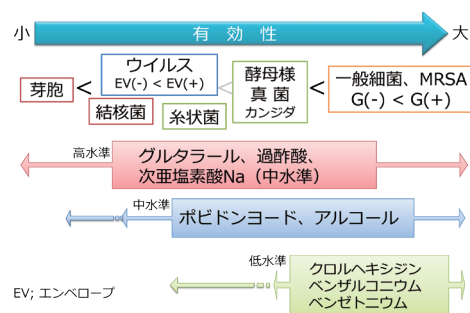 小 有 効 性 大
芽胞 <
ウイルス
EV(-) < EV(+)
結核菌
糸状菌
<
酵母様
真 菌
カンジダ
<
一般細菌、MRSA
G(-) < G(+)
高水準
グルタラール、過酢酸、
次亜塩素酸Na（中水準）
中水準
ポビドンヨード、アルコール
低水準
クロルヘキシジン
ベンザルコニウム
ベンゼトニウム
EV; エンベロープ